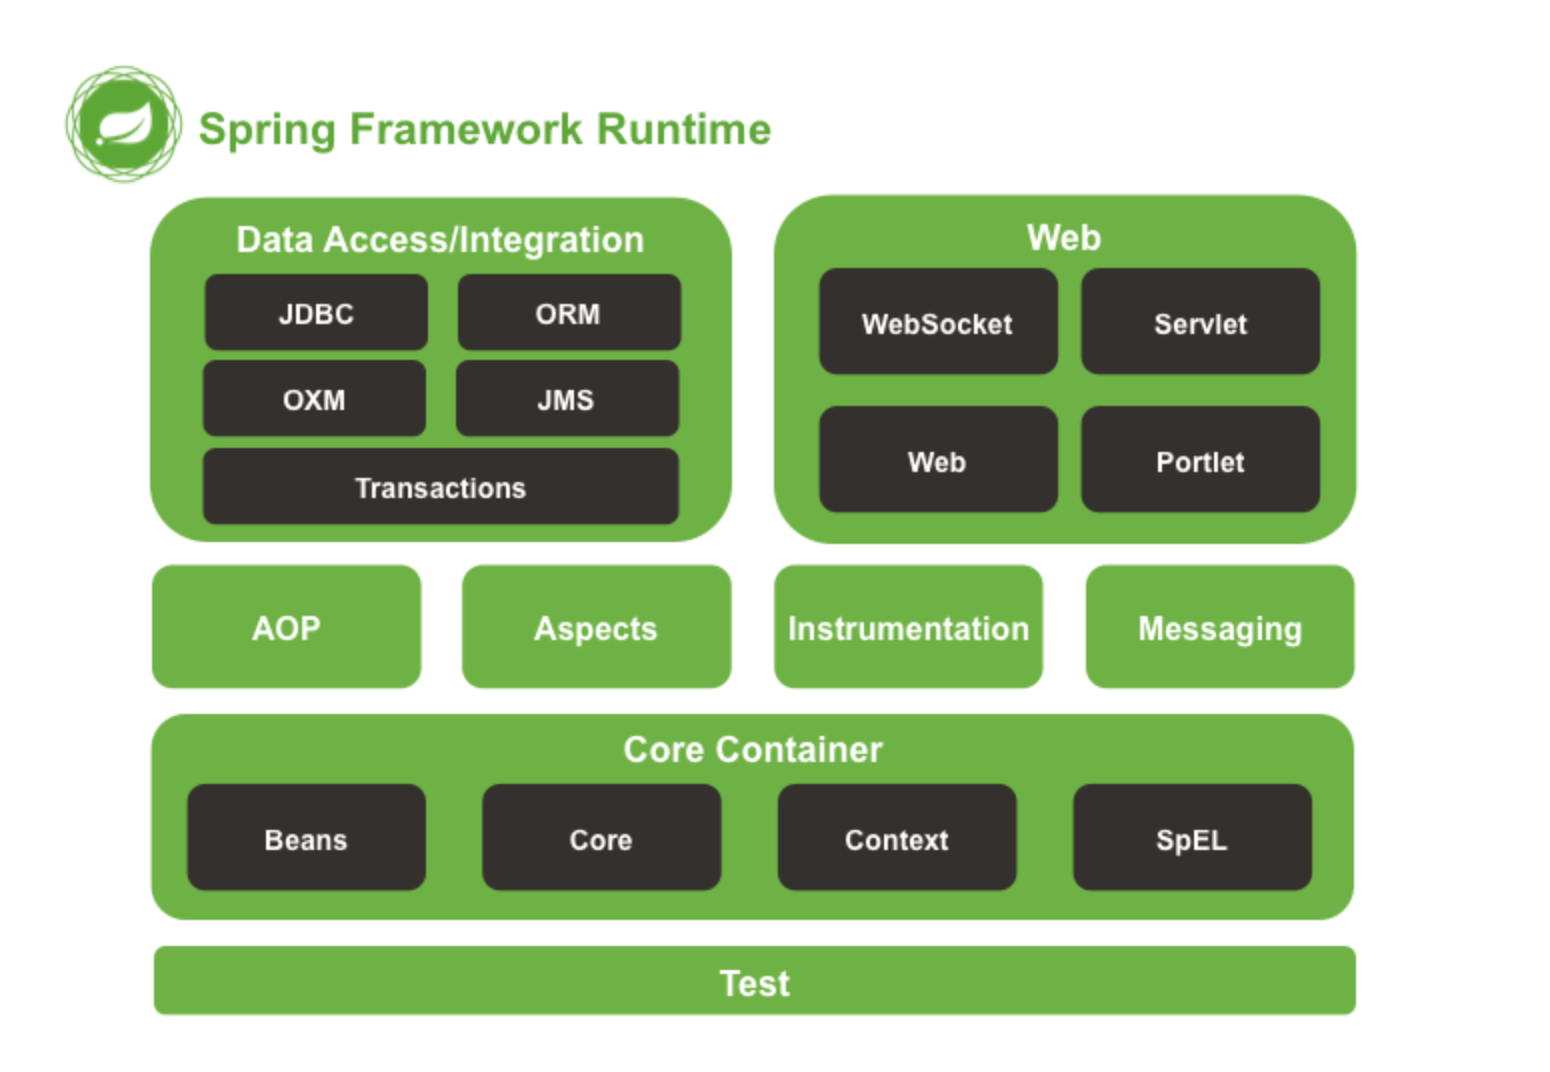 Spring Framework Runtime
Data Access/Integration
JDBC
ORM
OXM
JMS
Transactions
Web
WebSocket
Servlet
Web
Portlet
AOP
Aspects
Instrumentation
Messaging
Core Container
Beans
Core
Context
SpEL
Test